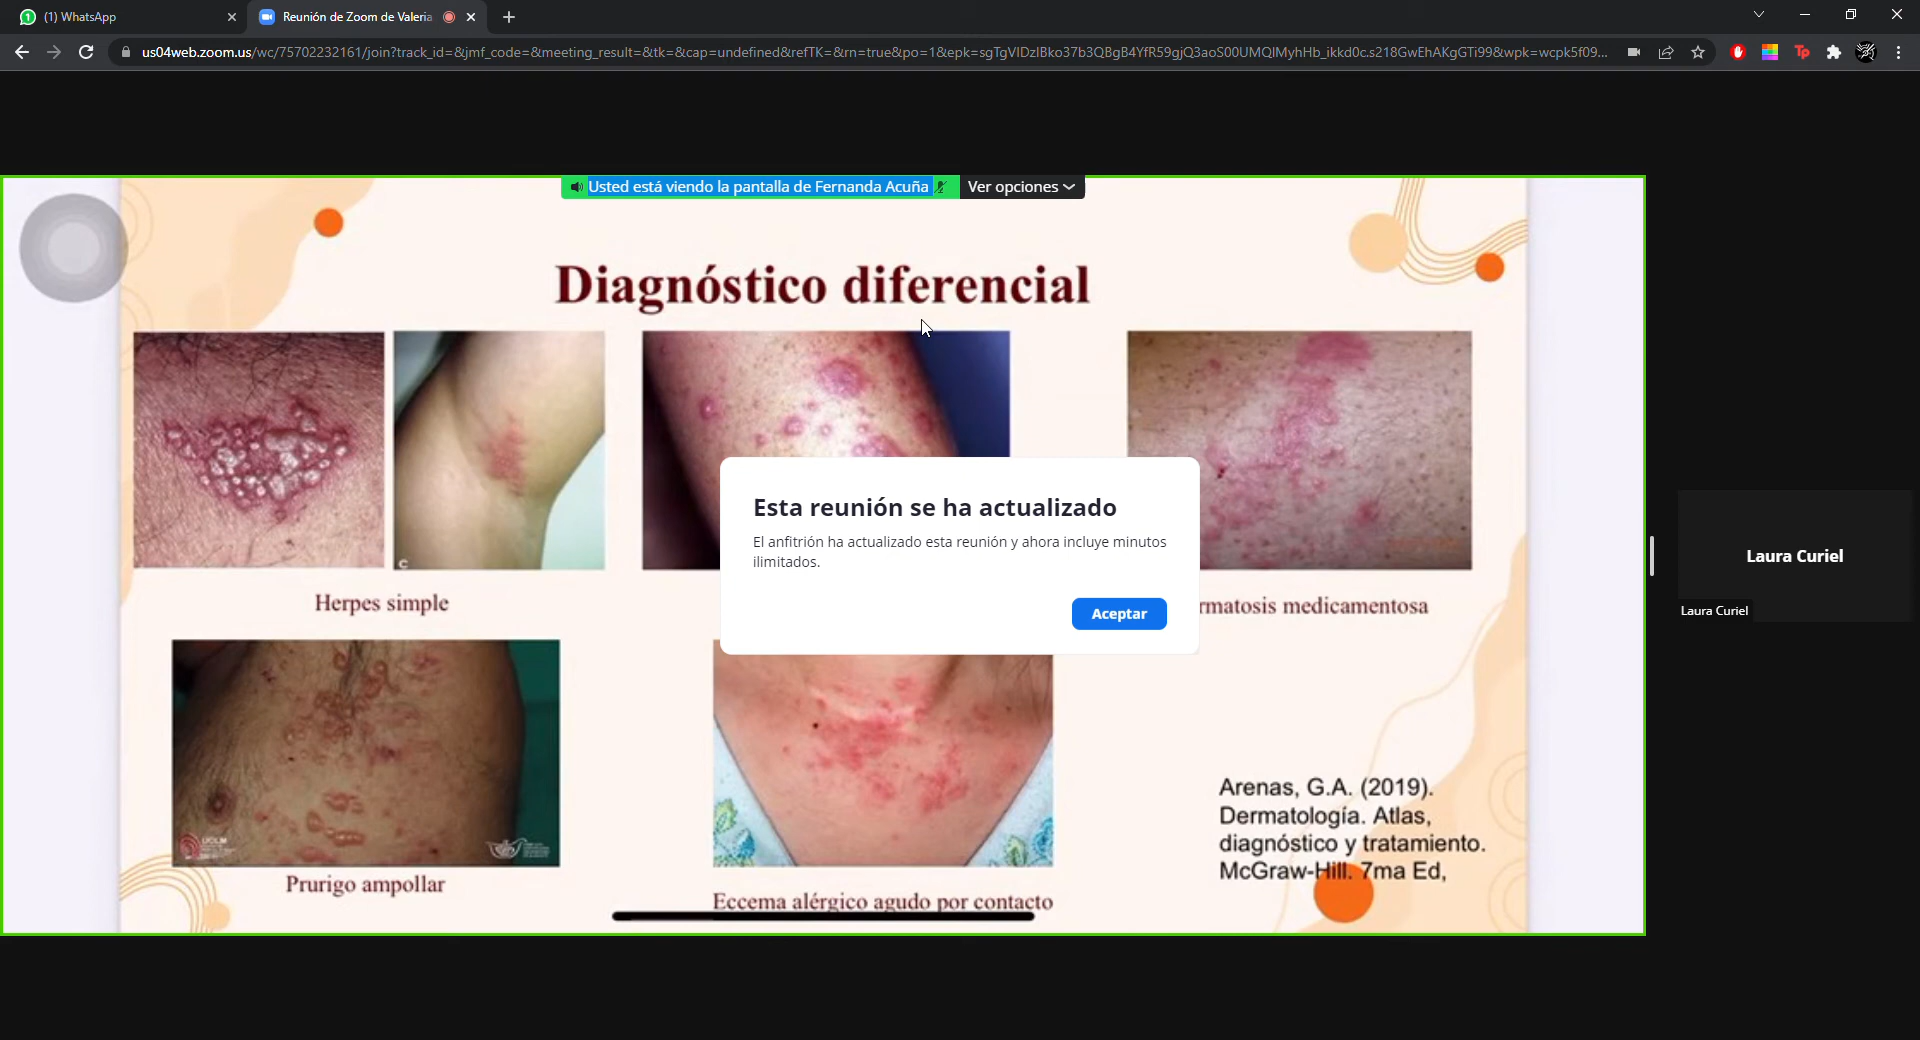 (1) WhatsApp
Reunión de Zoom de Valeria
us04web.zoom.us/wc/75702232161/join?track_id=&jmf_code=&meeting_result=&tk=&cap=undefined&refTK=&rn=true&po=1&epk=sgTgVIDzIBko37b3QBgB4YfR59gjQ3aoS00UMQIMyhHb_ikkd0c.s218GwEhAKgGTi99&wpk=wcpk5f09...
Usted está viendo la pantalla de Fernanda Acuña
Ver opciones
Diagnóstico diferencial
C
Esta reunión se ha actualizado
El anfitrión ha actualizado esta reunión y ahora incluye minutos
ilimitados.
Aceptar
Herpes simple
rmatosis medicamentosa
Laura Curiel
Laura Curiel
UCLM
Prurigo ampollar
Eccema alérgico agudo por contacto
Arenas, G.A. (2019).
Dermatología. Atlas,
diagnóstico y tratamiento.
McGraw-Hill. 7ma Ed,